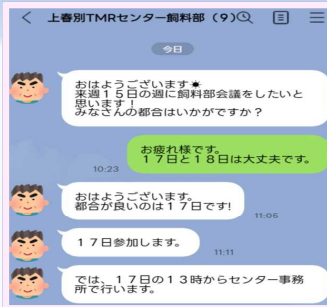 上春別TMRセンター飼料部（9）
今日
おはようございます☀
来週１５日の週に飼料部会議をしたいと
思います！
みなさんの都合はいかがですか？
お疲れ様です。
１７日と１８日は大丈夫です。
10:23
おはようございます。
都合が良いのは１７日です!
11:05
１７日参加します。
11:11
では、１７日の１３時からセンター事務
所で行います。